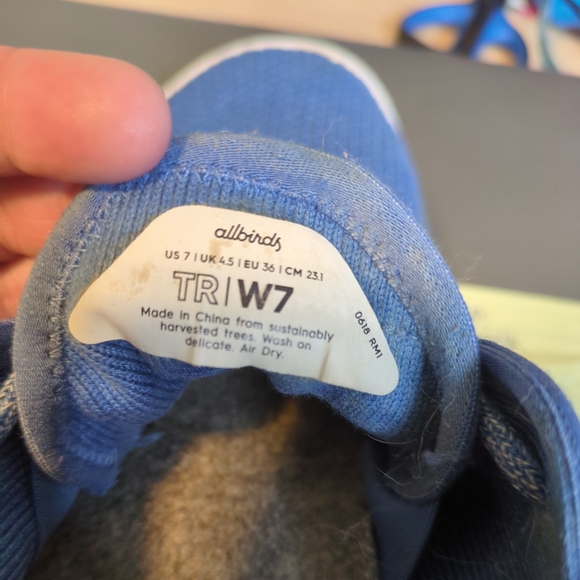 allbirds
US 7 | UK 4.5 | EU 36 | CM 23.1
TR | W7
Made in China from sustainably
harvested trees. Wash on
delicate. Air Dry.
0618 RM1